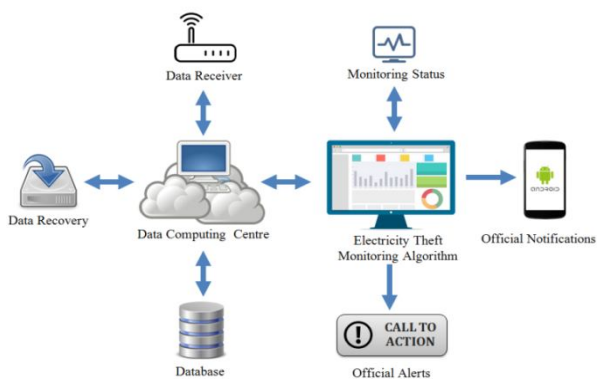 Data Receiver
Monitoring Status
Data Recovery
Data Computing Centre
Electricity Theft
Monitoring Algorithm
Official Notifications
ANDROID
Database
CALL TO
ACTION
Official Alerts